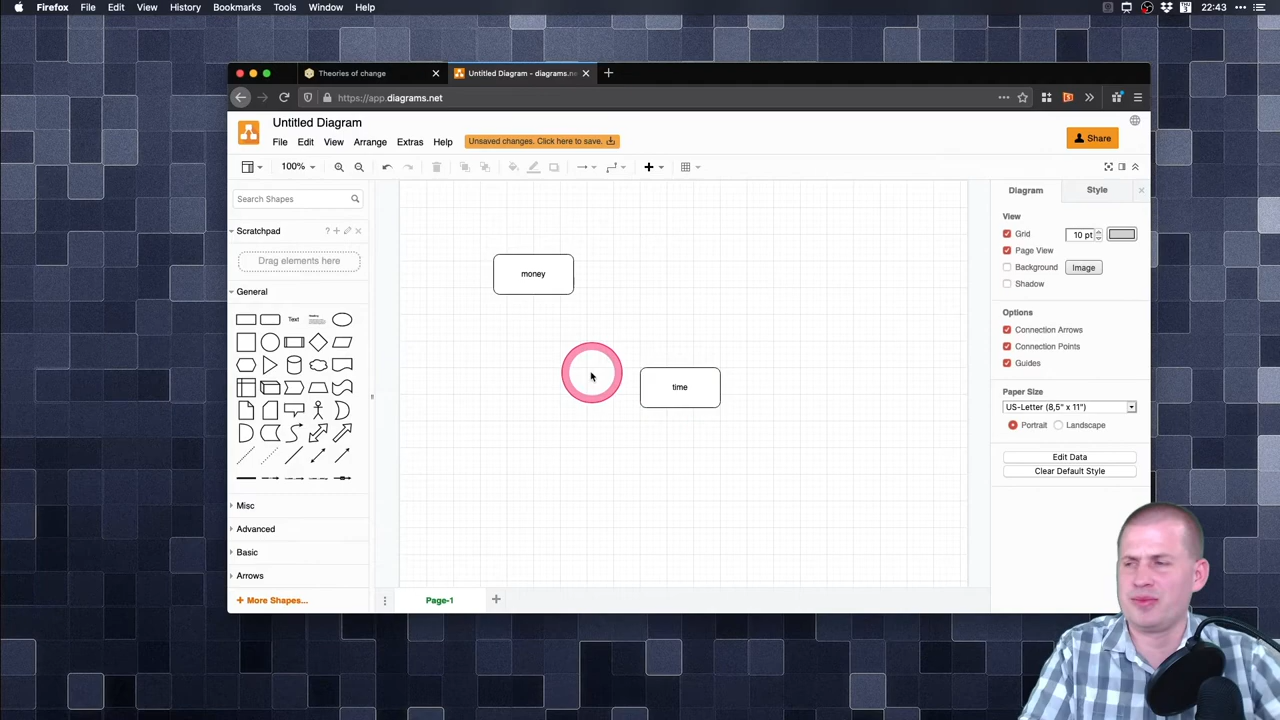 Firefox File Edit View History Bookmarks Tools Window Help 22:43
Theories of change Untitled Diagram - diagrams.ne
https://app.diagrams.net
Untitled Diagram
File Edit View Arrange Extras Help Unsaved changes. Click here to save. Share
100%
Search Shapes
Scratchpad ?
Drag elements here
General
Text
Heading
Misc
Advanced
Basic
Arrows
+ More Shapes...
money
time
Page-1
Diagram Style
View
Grid 10 pt
Page View
Background Image
Shadow
Options
Connection Arrows
Connection Points
Guides
Paper Size
US-Letter (8,5" x 11")
Portrait Landscape
Edit Data
Clear Default Style